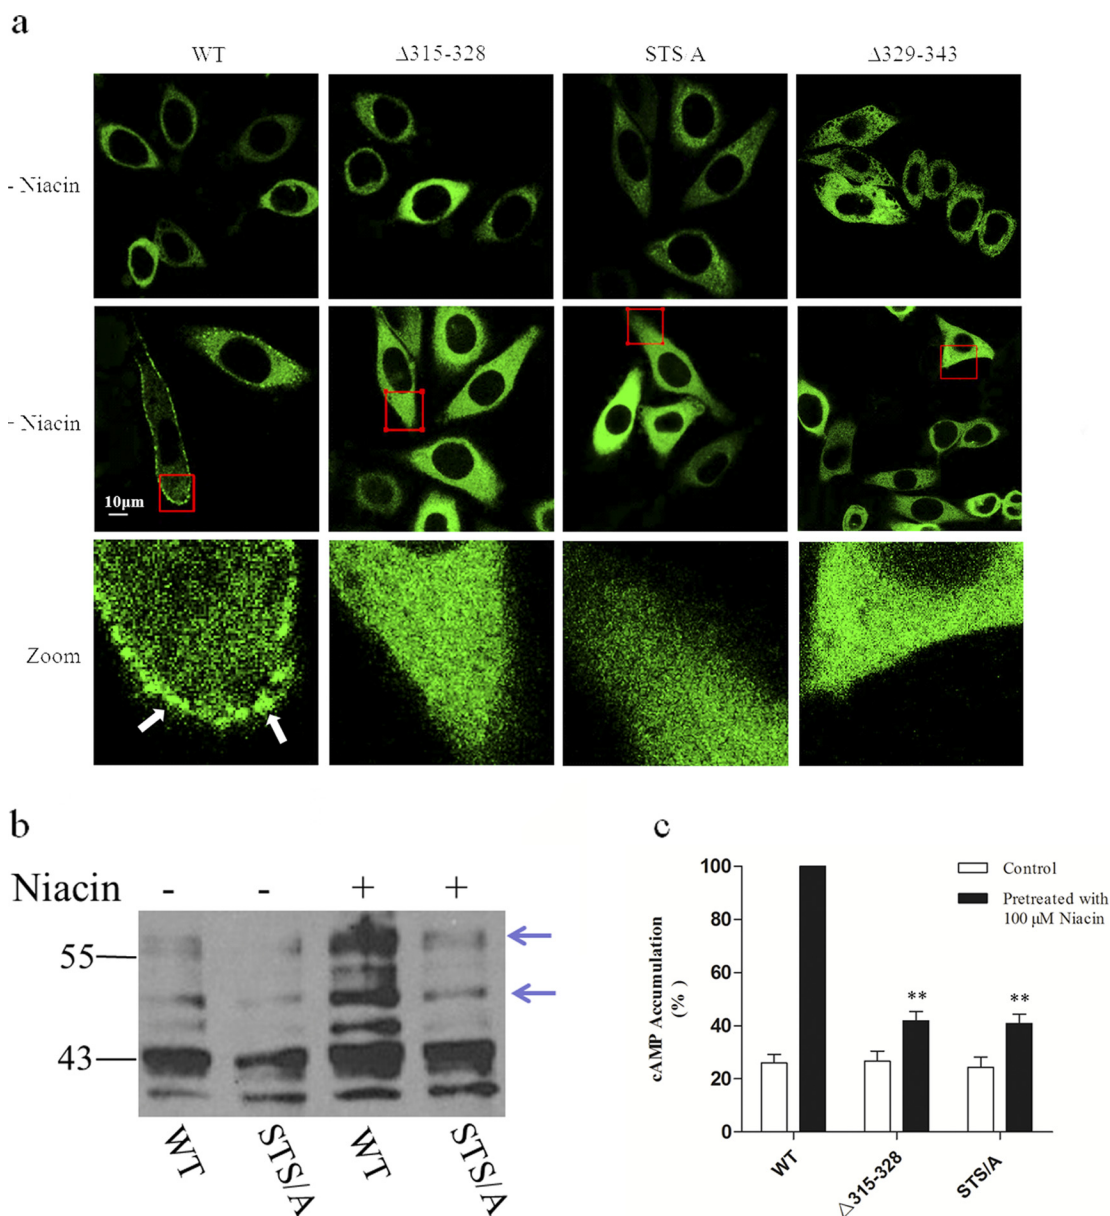 a
WT Δ315-328 STS A Δ329-343
- Niacin
- Niacin
10μm
Zoom
b
Niacin - - + +
55
43
WT STS/A WT STS/A
c
cAMP Accumulation
(%)
100
80
60
40
20
0
Control
Pretreated with
100 μM Niacin
** **
WT △315-328 STS/A